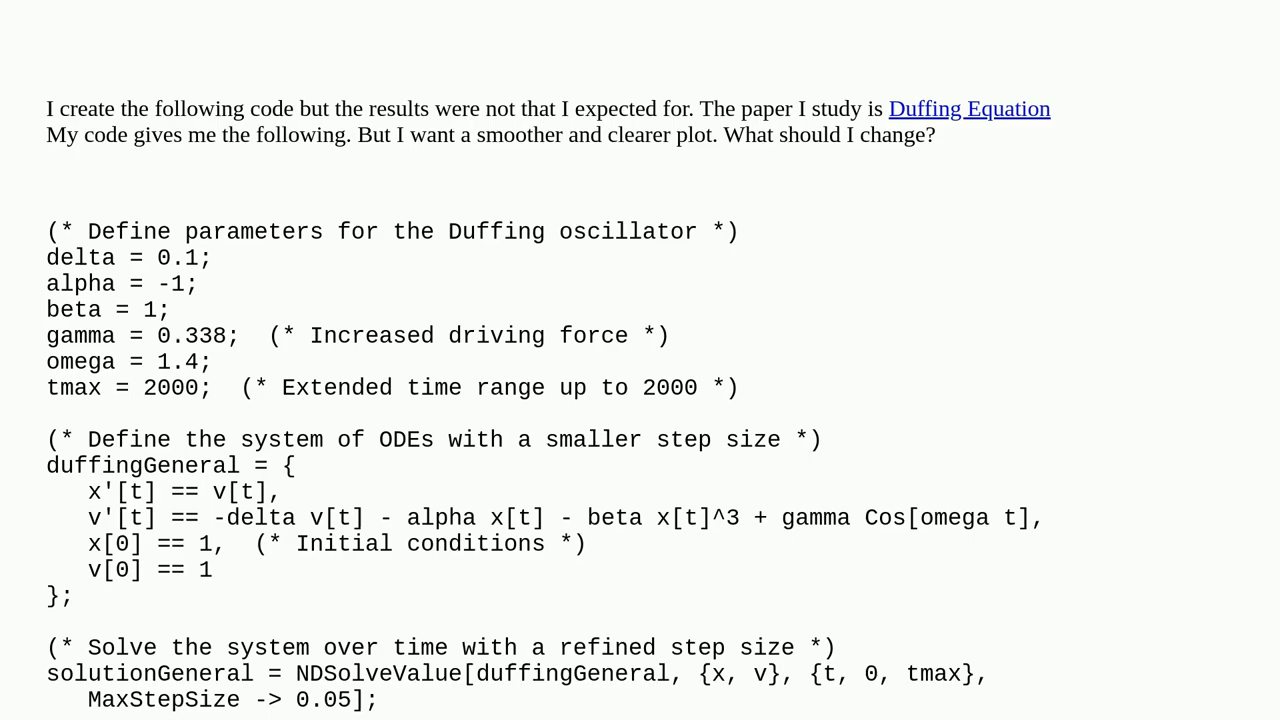 I create the following code but the results were not that I expected for. The paper I study is Duffing Equation
My code gives me the following. But I want a smoother and clearer plot. What should I change?
(* Define parameters for the Duffing oscillator *)
delta = 0.1;
alpha = -1;
beta = 1;
gamma = 0.338;  (* Increased driving force *)
omega = 1.4;
tmax = 2000;  (* Extended time range up to 2000 *)
(* Define the system of ODEs with a smaller step size *)
duffingGeneral = {
   x'[t] == v[t],
   v'[t] == -delta v[t] - alpha x[t] - beta x[t]^3 + gamma Cos[omega t],
   x[0] == 1,  (* Initial conditions *)
   v[0] == 1
};
(* Solve the system over time with a refined step size *)
solutionGeneral = NDSolveValue[duffingGeneral, {x, v}, {t, 0, tmax},
   MaxStepSize -> 0.05];